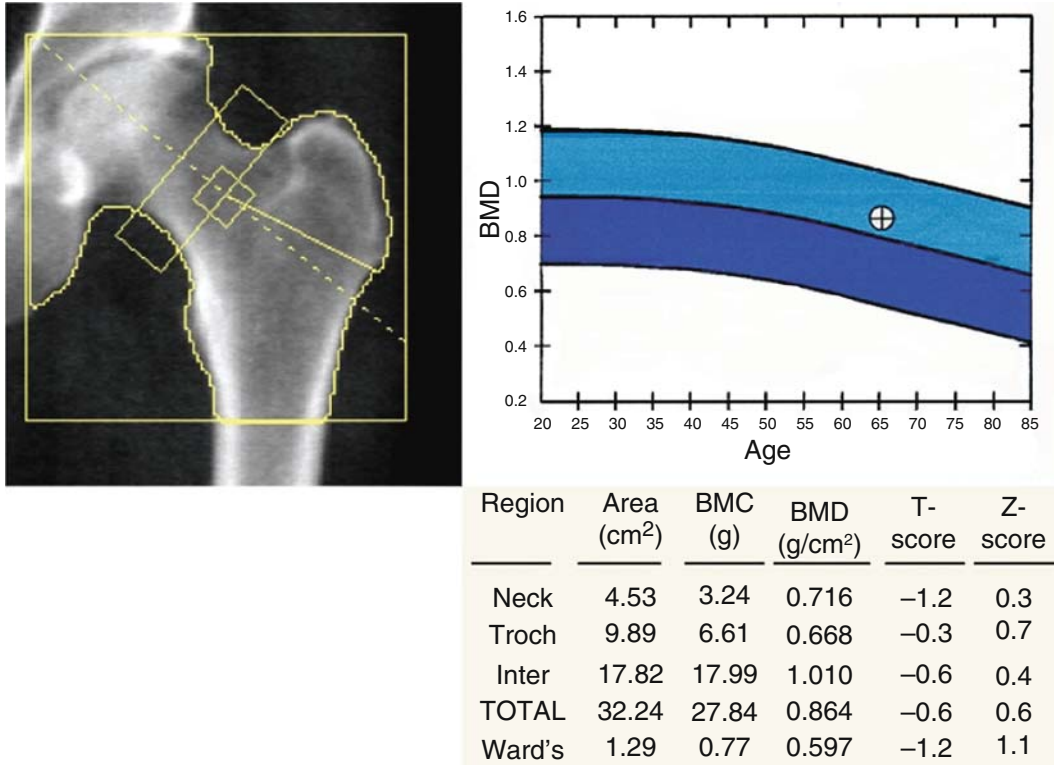 1.6
1.4
1.2
1.0
0.8
0.6
0.4
0.2
BMD
20 25 30 35 40 45 50 55 60 65 70 75 80 85
Age
Region Area (cm²) BMC (g) BMD (g/cm²) T-score Z-score
Neck 4.53 3.24 0.716 –1.2 0.3
Troch 9.89 6.61 0.668 –0.3 0.7
Inter 17.82 17.99 1.010 –0.6 0.4
TOTAL 32.24 27.84 0.864 –0.6 0.6
Ward's 1.29 0.77 0.597 –1.2 1.1